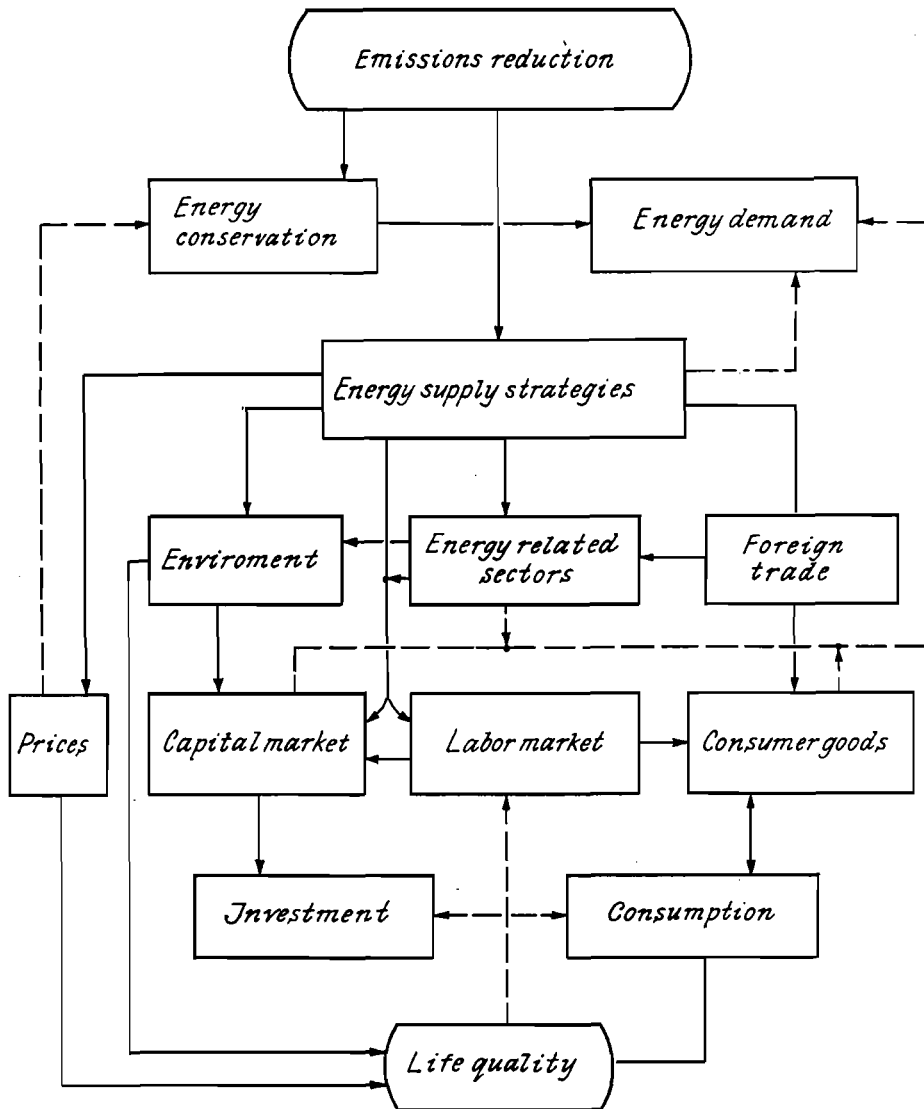 Emissions reduction
Energy
conservation
Energy demand
Energy supply strategies
Enviroment
Energy related
sectors
Foreign
trade
Prices
Capital market
Labor market
Consumer goods
Investment
Consumption
Life quality